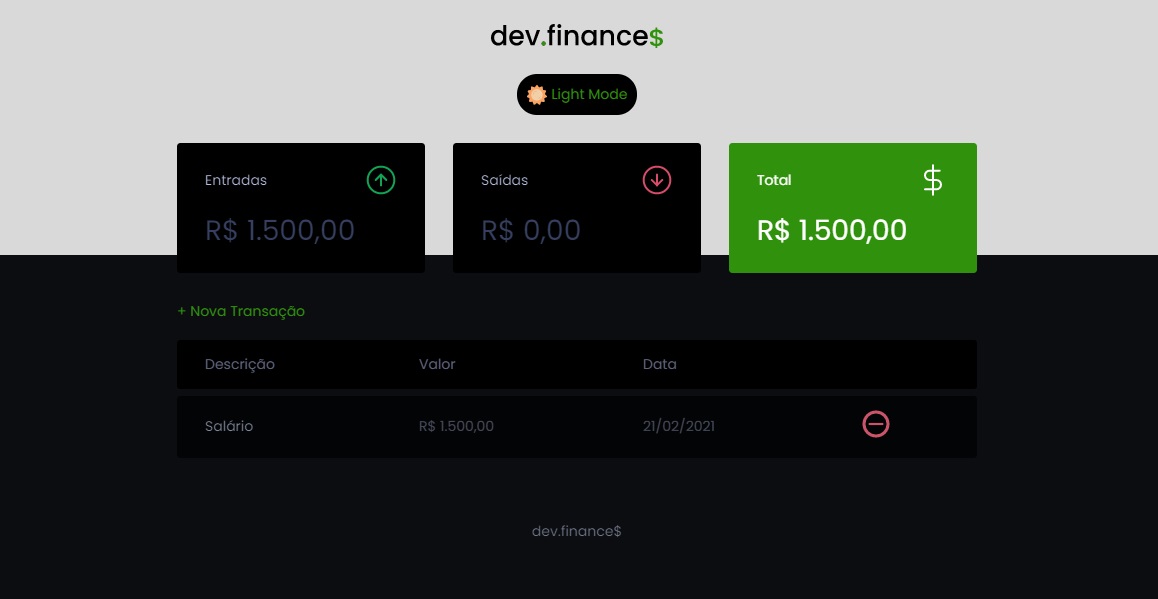 dev.finance$
Light Mode
Entradas
R$ 1.500,00
Saídas
R$ 0,00
Total
$
R$ 1.500,00
+ Nova Transação
Descrição Valor Data
Salário R$ 1.500,00 21/02/2021
dev.finance$